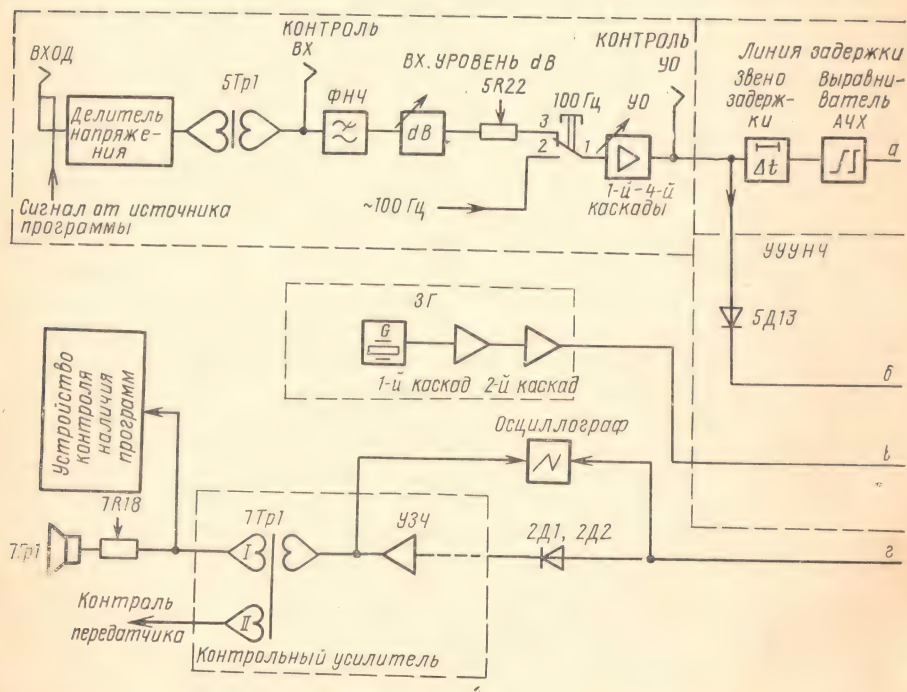 ВХОД
Делитель
напряже-
ния
5Тр1
КОНТРОЛЬ
ВХ
ФНЧ
ВХ. УРОВЕНЬ dB
5R22
dB
100 Гц
3
2
1
УО
1-й-4-й
каскады
КОНТРОЛЬ
УО
Сигнал от источника
программы
~100 Гц
Линия задержки
Звено
задерж-
ки
Δt
Выравни-
ватель
АЧХ
а
УУУНЧ
5Д13
б
ЗГ
G
1-й каскад 2-й каскад
Устройство
контроля
наличия
программ
Осциллограф
7R18
7Гр1
7Тр1
I
II
УЗЧ
2Д1, 2Д2
г
Контроль
передатчика
Контрольный усилитель